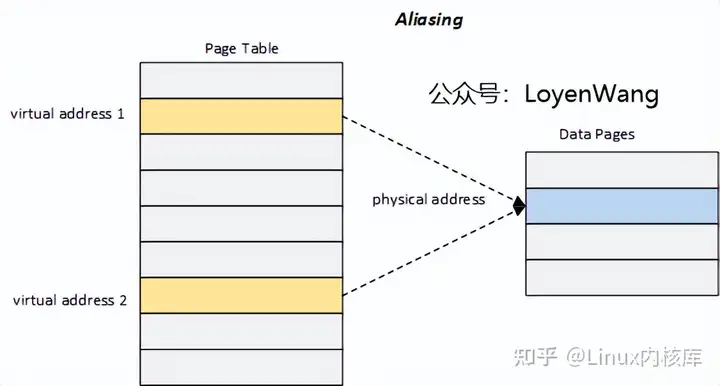 Aliasing
Page Table
公众号：LoyenWang
virtual address 1
Data Pages
physical address
virtual address 2
知乎 @Linux内核库